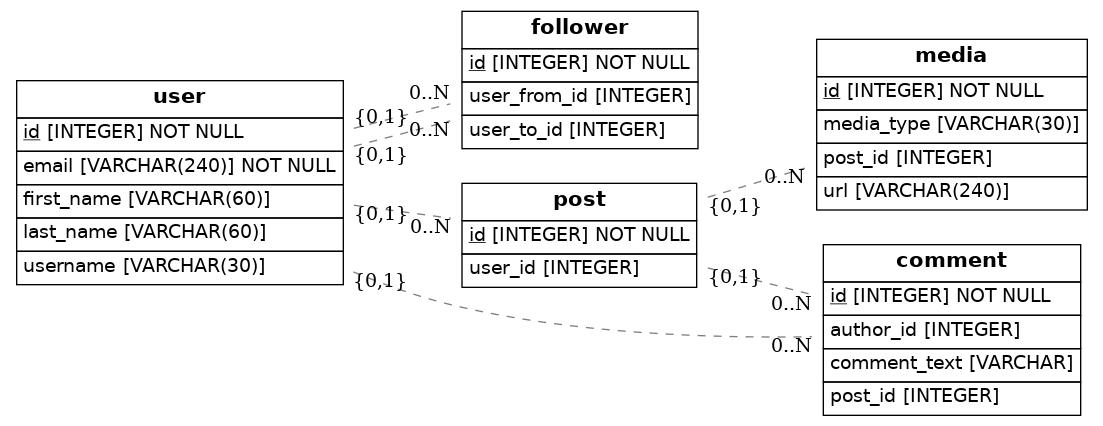 user
id [INTEGER] NOT NULL
email [VARCHAR(240)] NOT NULL
first_name [VARCHAR(60)]
last_name [VARCHAR(60)]
username [VARCHAR(30)]
{0,1}
0..N
{0,1}
0..N
{0,1}
0..N
{0,1}
0..N
follower
id [INTEGER] NOT NULL
user_from_id [INTEGER]
user_to_id [INTEGER]
post
id [INTEGER] NOT NULL
user_id [INTEGER]
{0,1}
0..N
{0,1}
0..N
media
id [INTEGER] NOT NULL
media_type [VARCHAR(30)]
post_id [INTEGER]
url [VARCHAR(240)]
comment
id [INTEGER] NOT NULL
author_id [INTEGER]
comment_text [VARCHAR]
post_id [INTEGER]